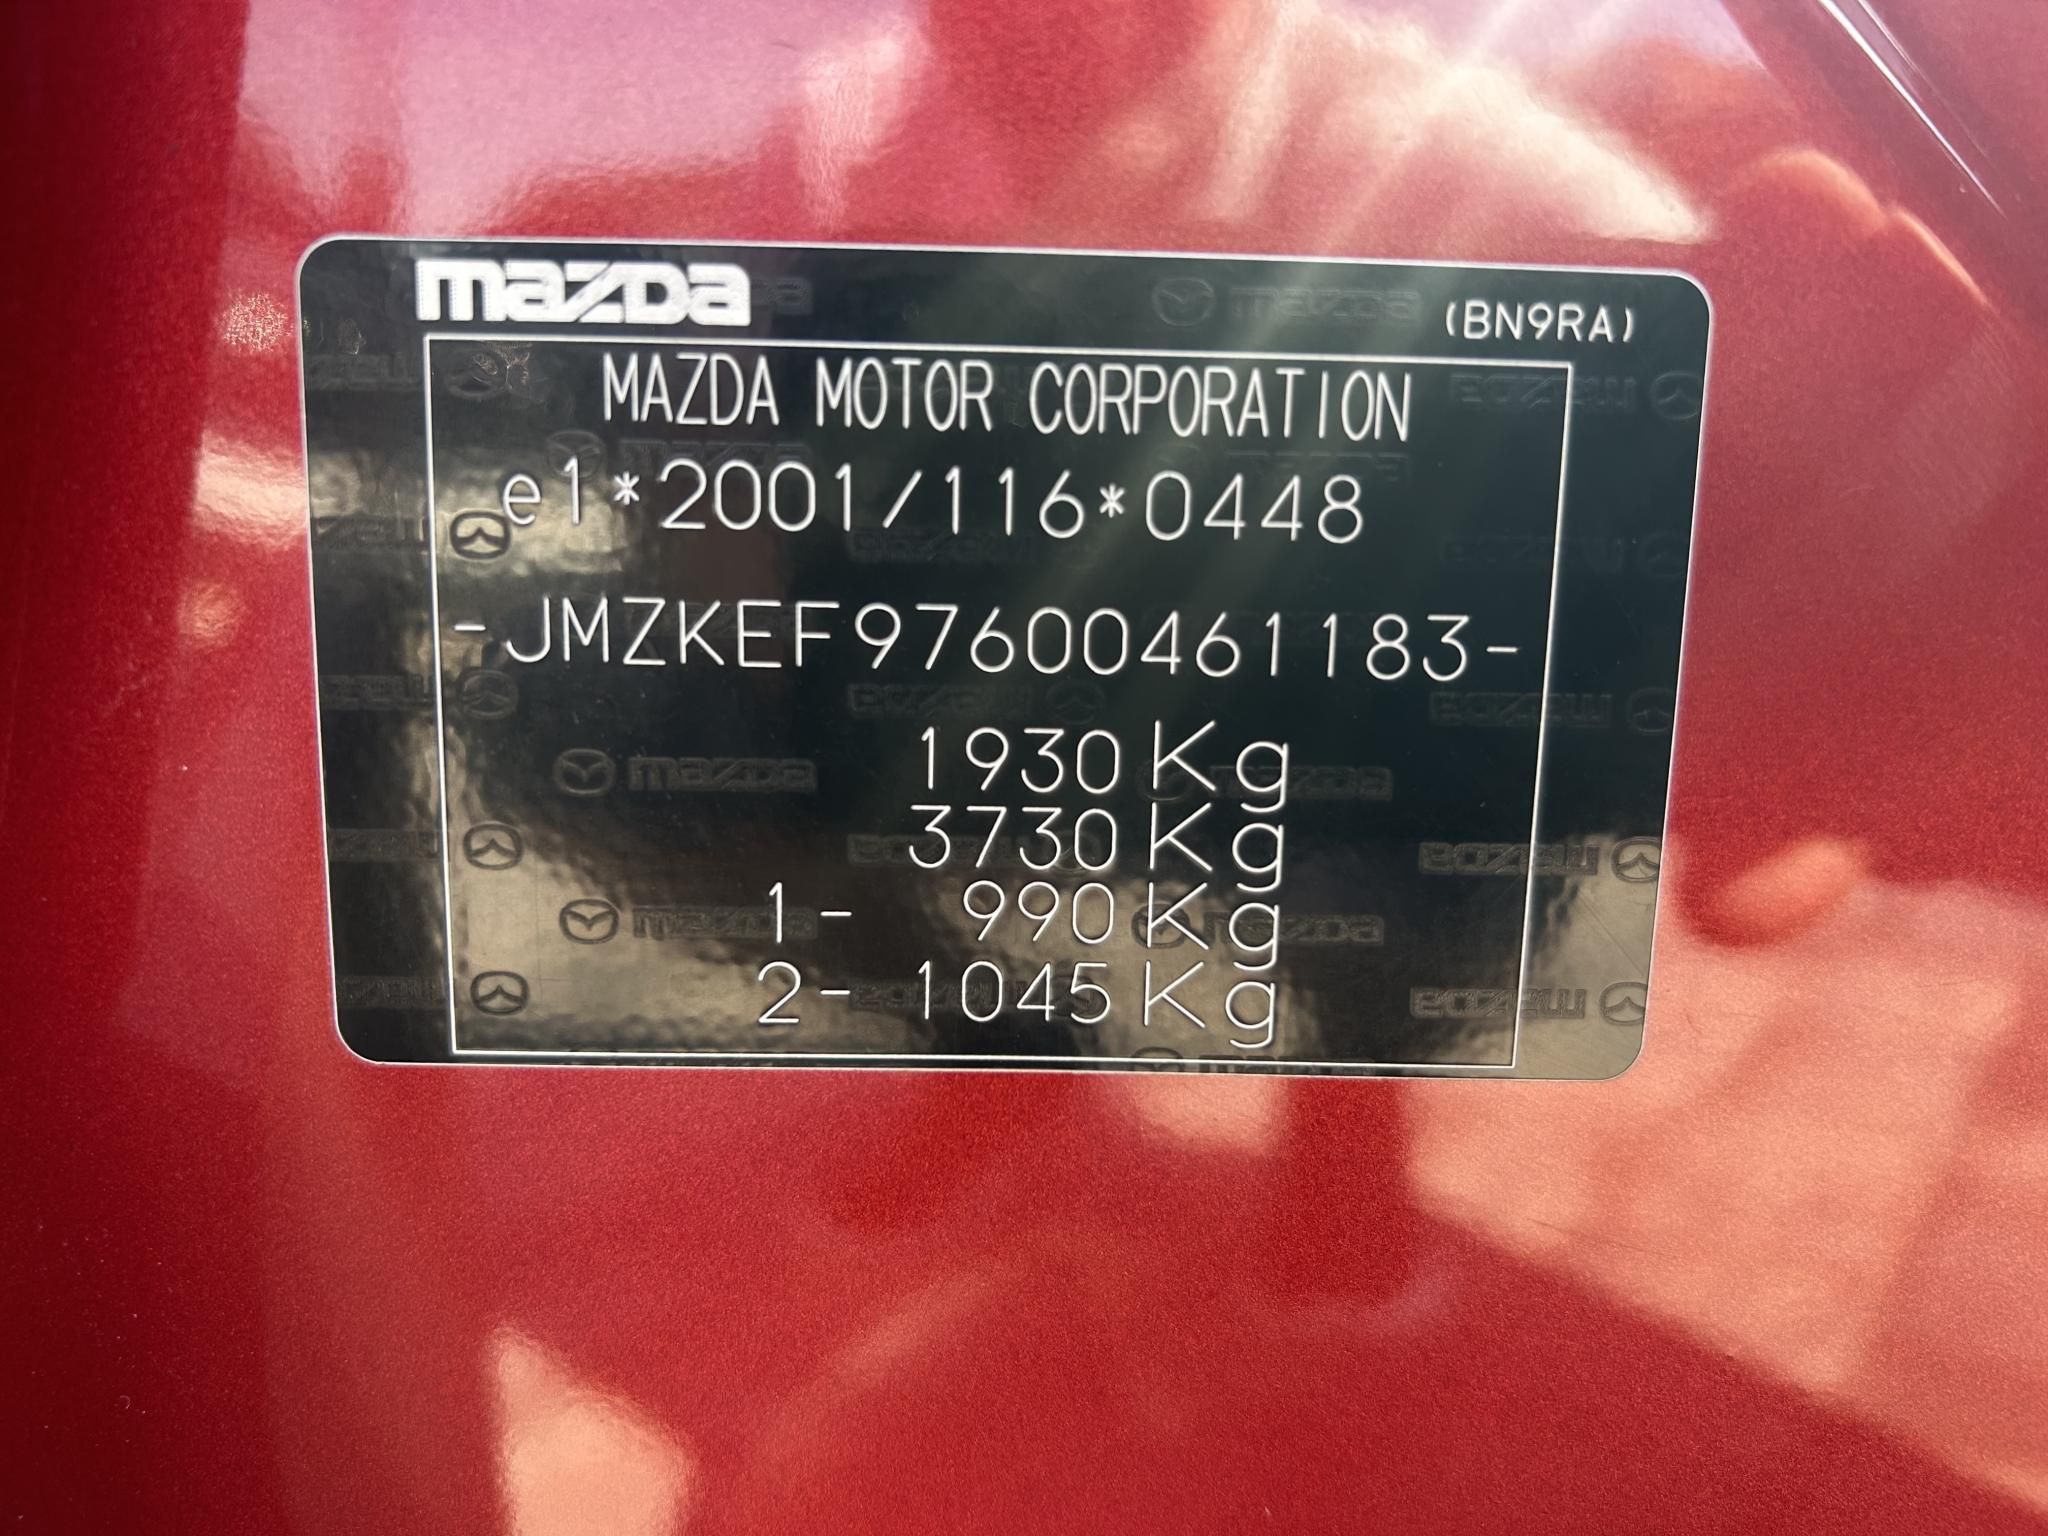 mazda
(BN9RA)
MAZDA MOTOR CORPORATION
e1*2001/116*0448
-JMZKEF97600461183-
1930Kg
3730Kg
1- 990Kg
2- 1045Kg